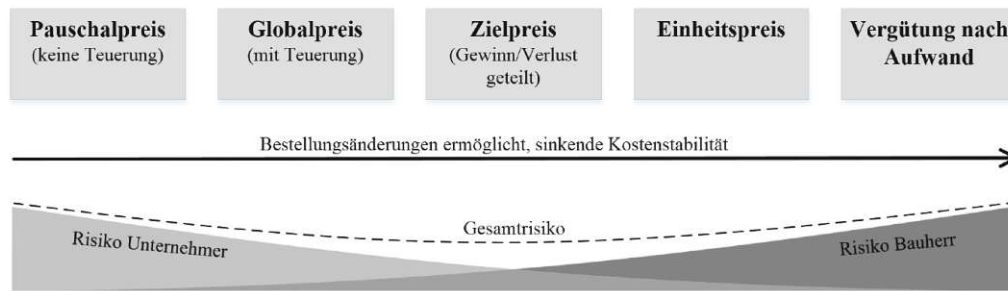 Pauschalpreis
(keine Teuerung)
Globalpreis
(mit Teuerung)
Zielpreis
(Gewinn/Verlust
geteilt)
Einheitspreis
Vergütung nach
Aufwand
Bestellungsänderungen ermöglicht, sinkende Kostenstabilität
Gesamtrisiko
Risiko Unternehmer
Risiko Bauherr